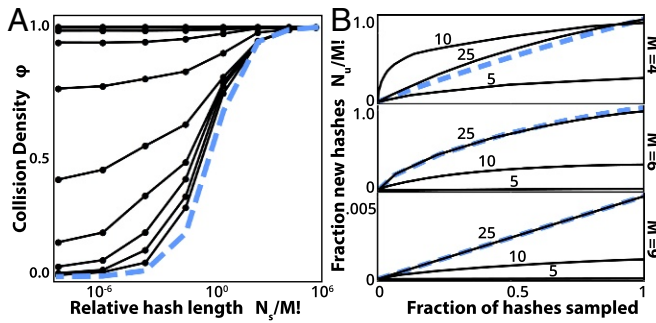 A
1.0
0.5
0.0
Collision Density φ
10⁻⁶
10⁰
10⁶
Relative hash length Nₛ/M!
B
Fraction new hashes Nᵤ/M!
1.0
10
25
5
0
M=4
1.0
25
10
5
0
M=6
.005
25
10
5
0
M=9
0
0.5
1
Fraction of hashes sampled